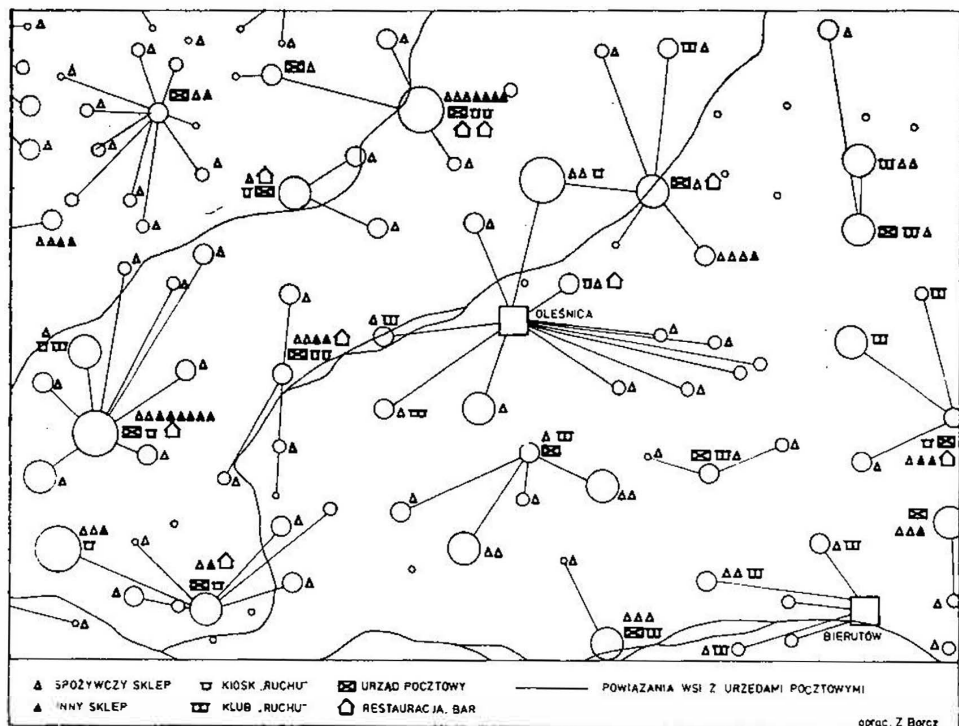 OLEŚNICA
BIERUTÓW
SPOŻYWCZY SKLEP
KIOSK „RUCHU”
URZĄD POCZTOWY
POWIĄZANIA WSI Z URZĘDAMI POCZTOWYMI
INNY SKLEP
KLUB „RUCHU”
RESTAURACJA, BAR
oprac. Z Borcz